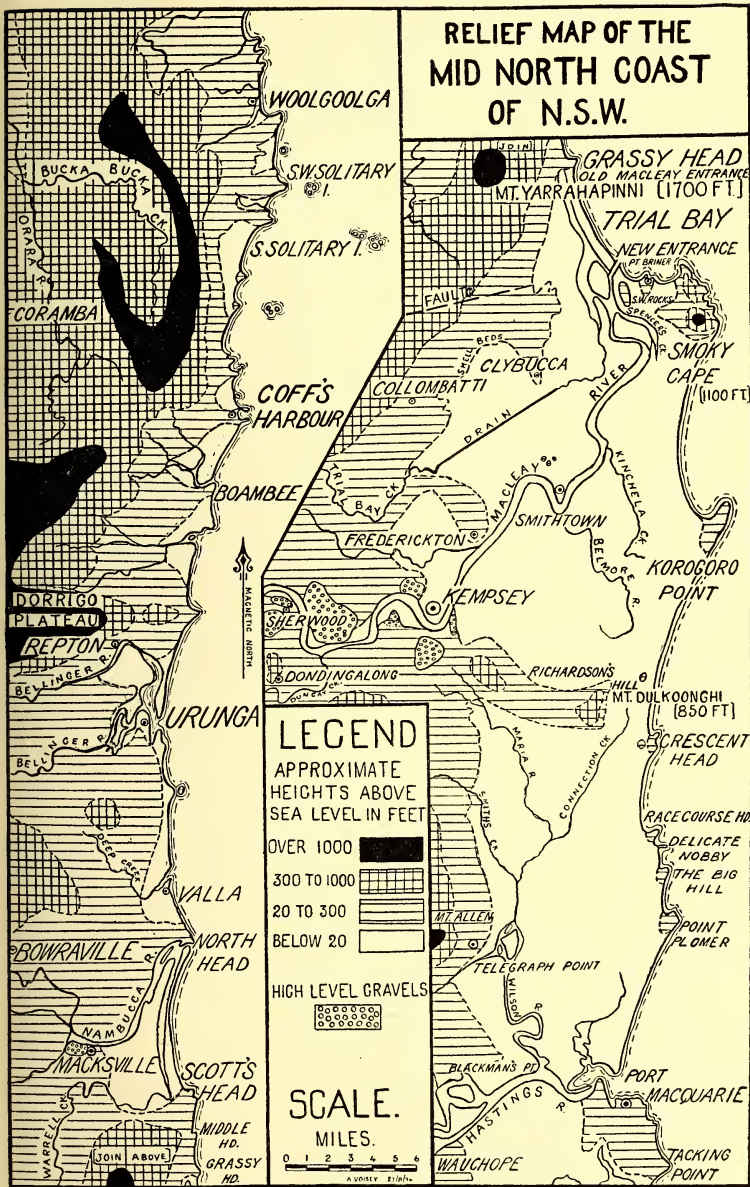 RELIEF MAP OF THE
MID NORTH COAST
OF N.S.W.
WOOLGOOLGA
BUCKA BUCKA CK.
ORARA R.
S.W. SOLITARY
I.
S. SOLITARY I.
CORAMBA
COFF'S
HARBOUR
BOAMBEE
MAGNETIC NORTH
DORRIGO
PLATEAU
REPTON
BELLINGER R.
URUNGA
BELLINGER R.
DEEP CREEK
VALLA
BOWRAVILLE
NORTH
HEAD
NAMBUCCA R.
MACKSVILLE
SCOTT'S
HEAD
WARRELL CK.
MIDDLE
HD.
JOIN ABOVE
GRASSY
HD.
JOIN
GRASSY HEAD
OLD MACLEAY ENTRANCE
MT. YARRAHAPINNI [1700 FT.]
TRIAL BAY
NEW ENTRANCE
PT BRINER
S.W. ROCKS
SPENCERS CK.
FAULT
SMOKY
CAPE
[1100 FT.]
SHELL BEDS
CLYBUCCA
COLLOMBATTI
DRAIN
MACLEAY RIVER
TRIAL BAY CK
KINCHELA CK.
SMITHTOWN
FREDERICKTON
BELMORE R.
KOROGORO
POINT
KEMPSEY
SHERWOOD
DONDINGALONG
DUNGAY CK.
RICHARDSON'S
HILL
MT. DULKOONGHI
[850 FT]
MARIA R.
CONNECTION CK
SMITHS CK
CRESCENT
HEAD
RACECOURSE HD.
DELICATE
NOBBY
THE BIG
HILL
POINT
PLOMER
MT. ALLEN
TELEGRAPH POINT
WILSON R.
BLACKMAN'S PT.
PORT
MACQUARIE
HASTINGS R.
WAUCHOPE
TACKING
POINT
LEGEND
APPROXIMATE
HEIGHTS ABOVE
SEA LEVEL IN FEET
OVER 1000
300 TO 1000
20 TO 300
BELOW 20
HIGH LEVEL GRAVELS
SCALE.
MILES.
0 1 2 3 4 5 6
A VOISEY